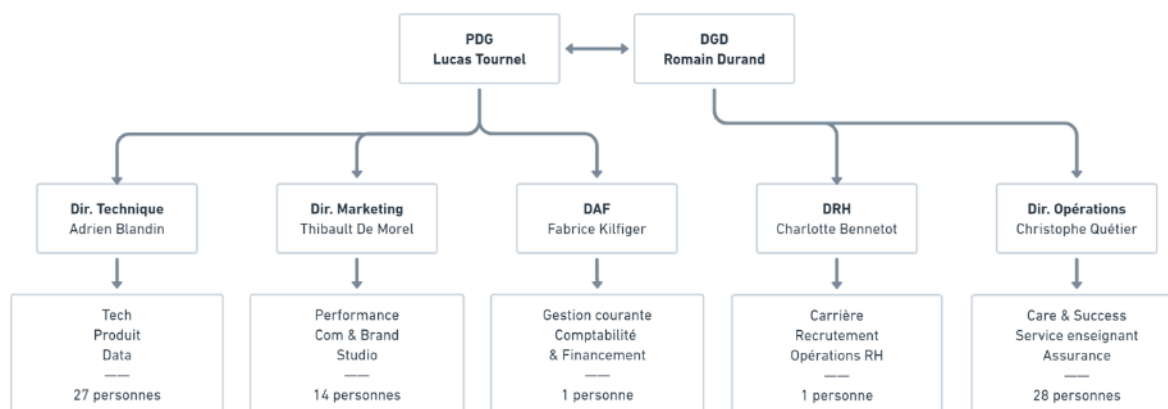 PDG
Lucas Tournel
DGD
Romain Durand
Dir. Technique
Adrien Blandin
Dir. Marketing
Thibault De Morel
DAF
Fabrice Kilfiger
DRH
Charlotte Bennetot
Dir. Opérations
Christophe Quétier
Tech
Produit
Data
27 personnes
Performance
Com & Brand
Studio
14 personnes
Gestion courante
Comptabilité
& Financement
1 personne
Carrière
Recrutement
Opérations RH
1 personne
Care & Success
Service enseignant
Assurance
28 personnes